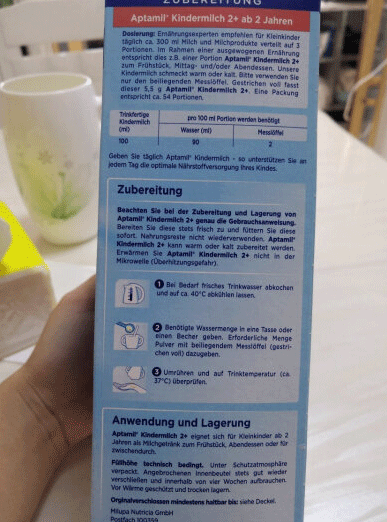 ZUBEREITUNG
Aptamil® Kindermilch 2+ ab 2 Jahren
Dosierung: Ernährungsexperten empfehlen für Kleinkinder
täglich ca. 300 ml Milch und Milchprodukte verteilt auf 3
Portionen. Im Rahmen einer ausgewogenen Ernährung
entspricht dies z.B. einer Portion Aptamil® Kindermilch 2+
zum Frühstück, Mittag- und/oder Abendessen. Unsere
Kindermilch schmeckt warm oder kalt. Bitte verwenden Sie
nur den beiliegenden Messlöffel. Gestrichen voll fasst
dieser 5,5 g Aptamil® Kindermilch 2+. Eine Packung
entspricht ca. 54 Portionen.
Trinkfertige
Kindermilch
(ml)
pro 100 ml Portion werden benötigt
Wasser (ml) Messlöffel
100 90 2
Geben Sie täglich Aptamil® Kindermilch - so unterstützen Sie an
jedem Tag die optimale Nährstoffversorgung Ihres Kindes.
Zubereitung
Beachten Sie bei der Zubereitung und Lagerung von
Aptamil® Kindermilch 2+ genau die Gebrauchsanweisung.
Bereiten Sie diese stets frisch zu und füttern Sie diese
sofort. Nahrungsreste nicht wiederverwenden. Aptamil®
Kindermilch 2+ kann warm oder kalt zubereitet werden.
Erwärmen Sie Aptamil® Kindermilch 2+ nicht in der
Mikrowelle (Überhitzungsgefahr).
1 Bei Bedarf frisches Trinkwasser abkochen
und auf ca. 40°C abkühlen lassen.
2 Benötigte Wassermenge in eine Tasse oder
einen Becher geben. Erforderliche Menge
Pulver mit beiliegendem Messlöffel (gestri-
chen voll) dazugeben.
3 Umrühren und auf Trinktemperatur (ca.
37°C) überprüfen.
Anwendung und Lagerung
Aptamil® Kindermilch 2+ eignet sich für Kleinkinder ab 2
Jahren als Milchgetränk zum Frühstück, Abendessen oder für
zwischendurch.
Füllhöhe technisch bedingt. Unter Schutzatmosphäre
verpackt. Angebrochenen Innenbeutel stets gut wieder
verschließen und innerhalb von vier Wochen aufbrauchen.
Vor Wärme geschützt und trocken lagern.
Orginalverschlossen mindestens haltbar bis: siehe Deckel.
Milupa Nutricia GmbH
Postfach 100359